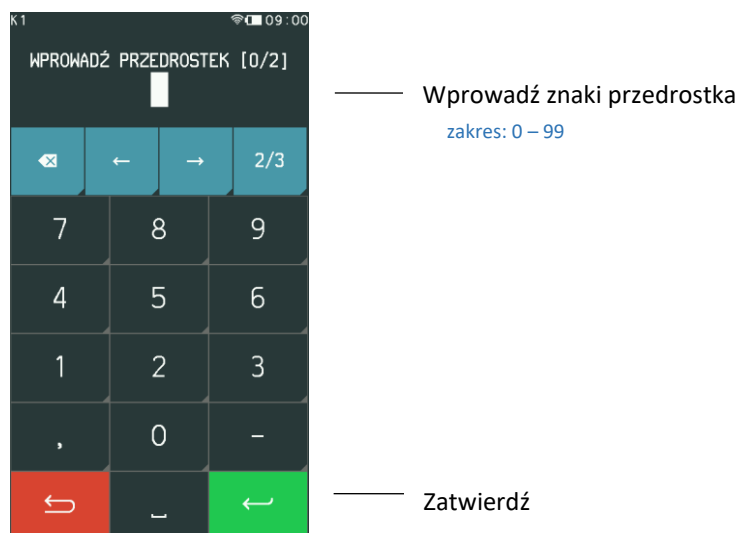 K1 09:00
WPROWADŹ PRZEDROSTEK [0/2]
Wprowadź znaki przedrostka
zakres: 0 – 99
← → 2/3
7 8 9
4 5 6
1 2 3
, 0 –
Zatwierdź